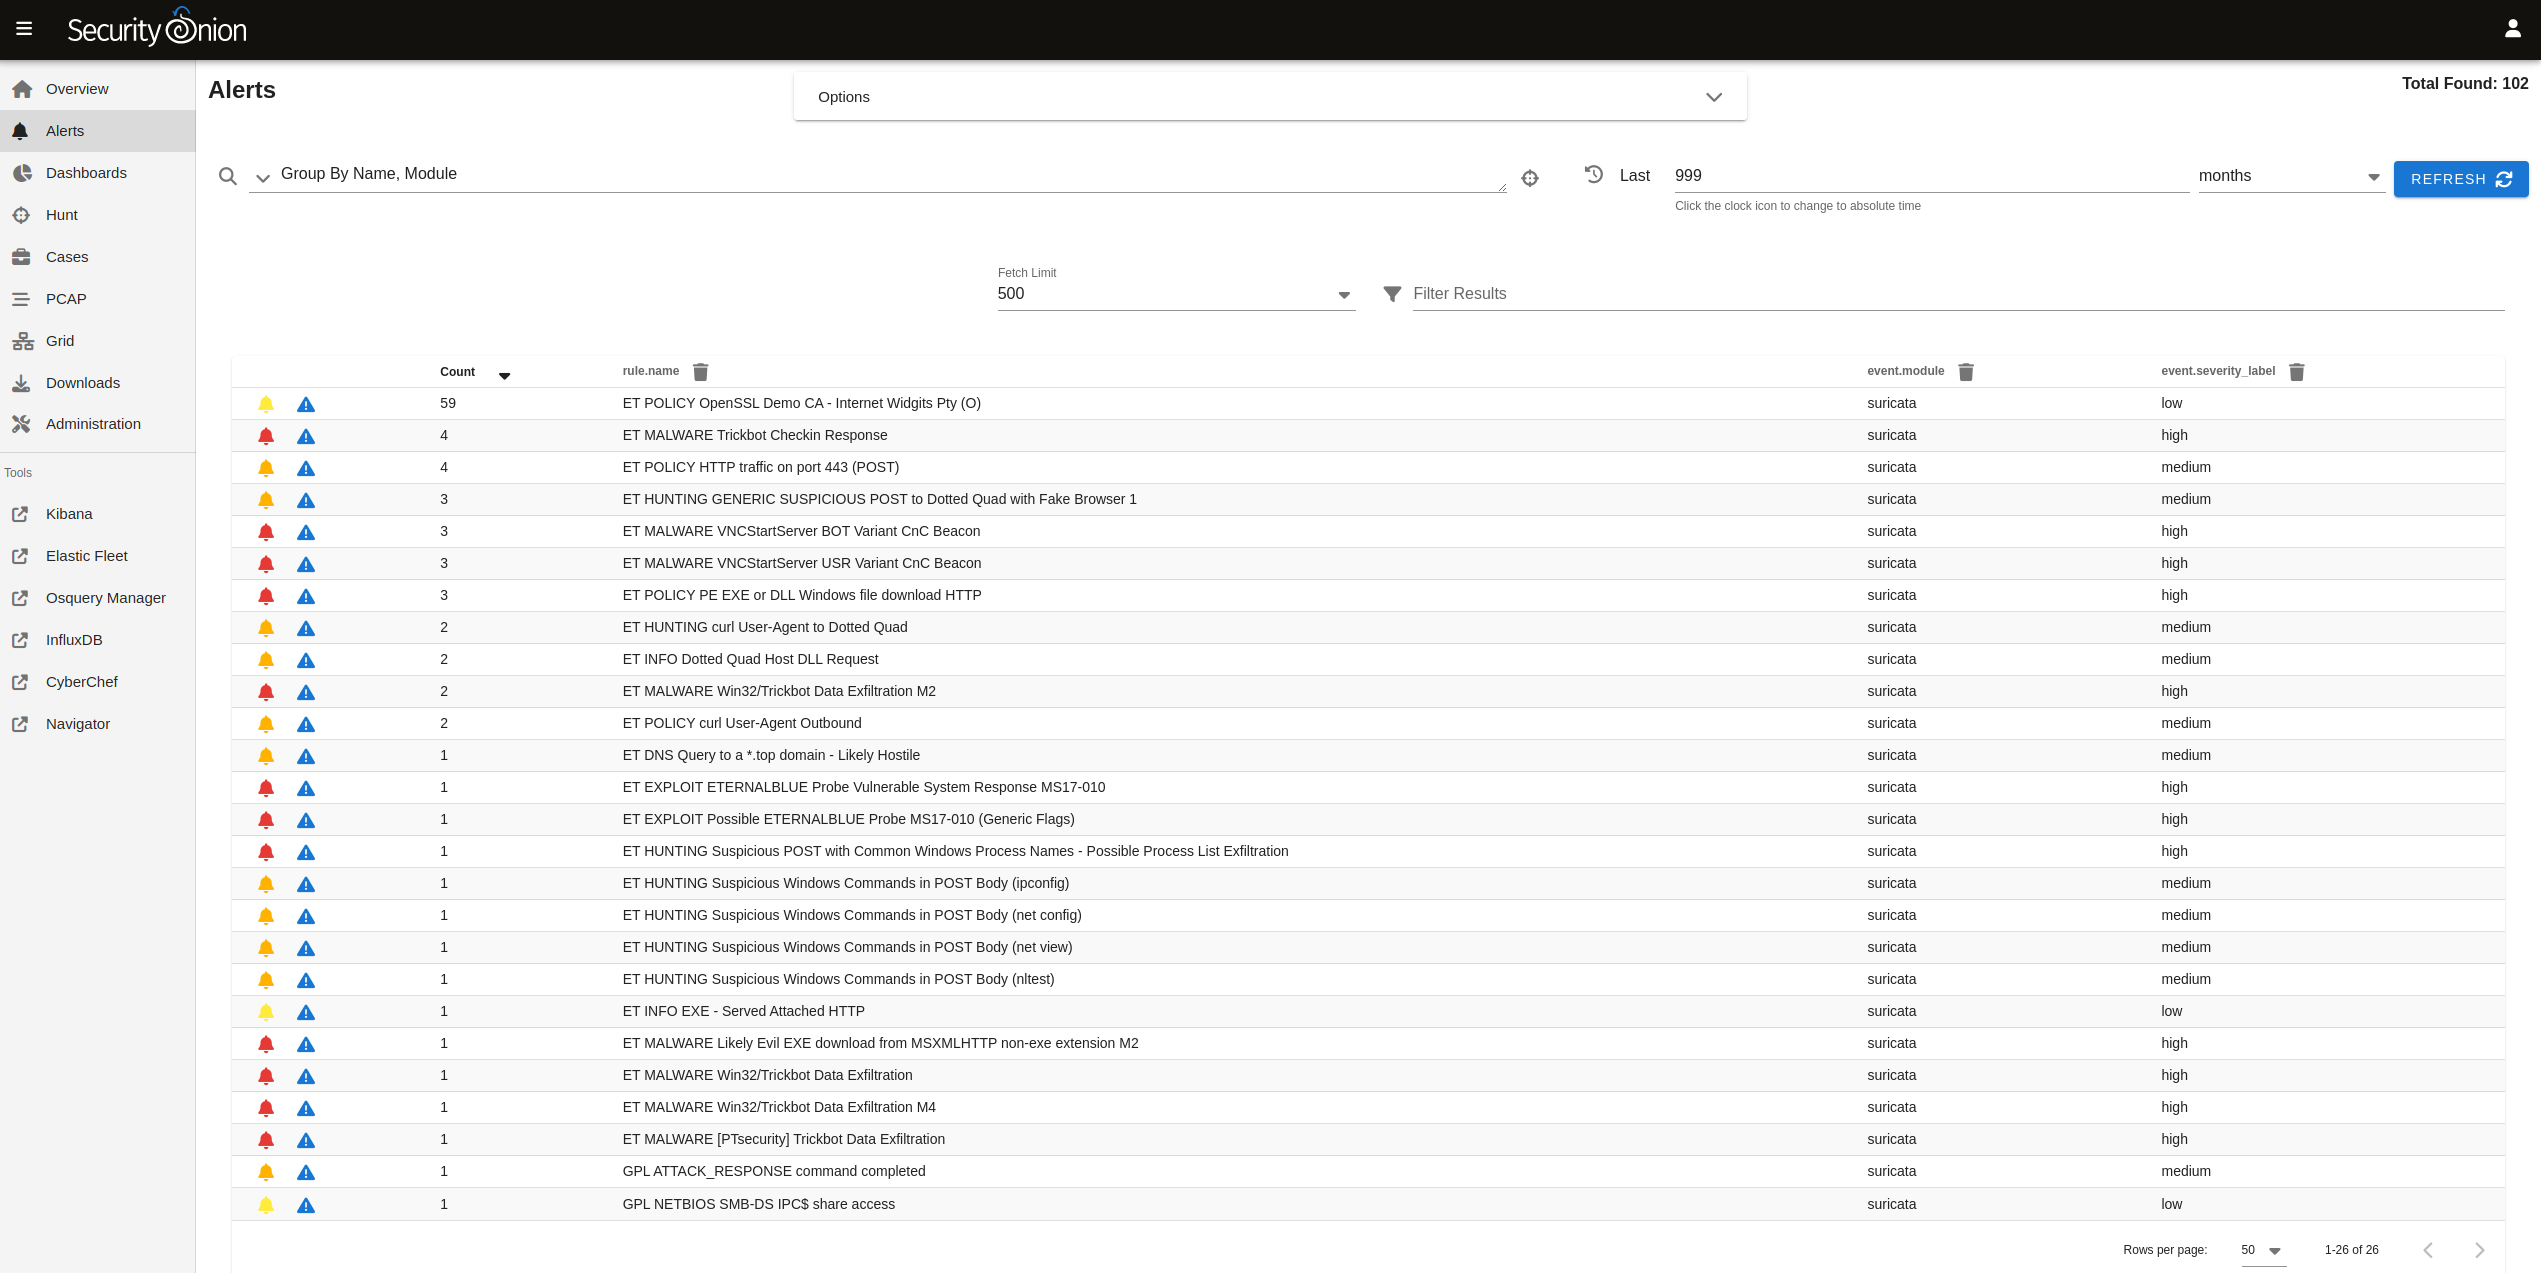 Security Onion
Overview
Alerts
Dashboards
Hunt
Cases
PCAP
Grid
Downloads
Administration
Tools
Kibana
Elastic Fleet
Osquery Manager
InfluxDB
CyberChef
Navigator
Alerts
Options
Total Found: 102
Group By Name, Module
Last 999 months REFRESH
Click the clock icon to change to absolute time
Fetch Limit
500 Filter Results
Count rule.name event.module event.severity_label
59 ET POLICY OpenSSL Demo CA - Internet Widgits Pty (O) suricata low
4 ET MALWARE Trickbot Checkin Response suricata high
4 ET POLICY HTTP traffic on port 443 (POST) suricata medium
3 ET HUNTING GENERIC SUSPICIOUS POST to Dotted Quad with Fake Browser 1 suricata medium
3 ET MALWARE VNCStartServer BOT Variant CnC Beacon suricata high
3 ET MALWARE VNCStartServer USR Variant CnC Beacon suricata high
3 ET POLICY PE EXE or DLL Windows file download HTTP suricata high
2 ET HUNTING curl User-Agent to Dotted Quad suricata medium
2 ET INFO Dotted Quad Host DLL Request suricata medium
2 ET MALWARE Win32/Trickbot Data Exfiltration M2 suricata high
2 ET POLICY curl User-Agent Outbound suricata medium
1 ET DNS Query to a *.top domain - Likely Hostile suricata medium
1 ET EXPLOIT ETERNALBLUE Probe Vulnerable System Response MS17-010 suricata high
1 ET EXPLOIT Possible ETERNALBLUE Probe MS17-010 (Generic Flags) suricata high
1 ET HUNTING Suspicious POST with Common Windows Process Names - Possible Process List Exfiltration suricata high
1 ET HUNTING Suspicious Windows Commands in POST Body (ipconfig) suricata medium
1 ET HUNTING Suspicious Windows Commands in POST Body (net config) suricata medium
1 ET HUNTING Suspicious Windows Commands in POST Body (net view) suricata medium
1 ET HUNTING Suspicious Windows Commands in POST Body (nltest) suricata medium
1 ET INFO EXE - Served Attached HTTP suricata low
1 ET MALWARE Likely Evil EXE download from MSXMLHTTP non-exe extension M2 suricata high
1 ET MALWARE Win32/Trickbot Data Exfiltration suricata high
1 ET MALWARE Win32/Trickbot Data Exfiltration M4 suricata high
1 ET MALWARE [PTsecurity] Trickbot Data Exfiltration suricata high
1 GPL ATTACK_RESPONSE command completed suricata medium
1 GPL NETBIOS SMB-DS IPC$ share access suricata low
Rows per page: 50 1-26 of 26